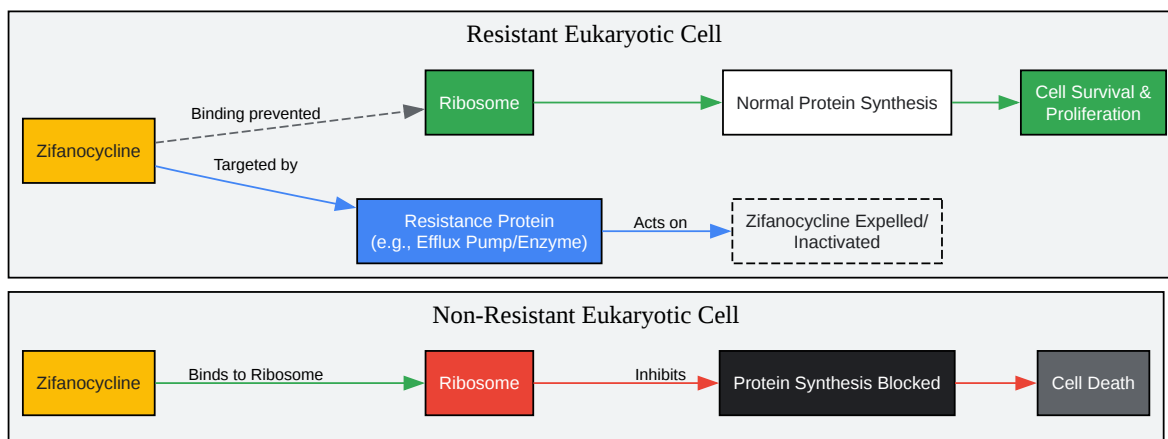 Resistant Eukaryotic Cell
Zifanocycline
Binding prevented
Ribosome
Normal Protein Synthesis
Cell Survival &
Proliferation
Targeted by
Resistance Protein
(e.g., Efflux Pump/Enzyme)
Acts on
Zifanocycline Expelled/
Inactivated
Non-Resistant Eukaryotic Cell
Zifanocycline
Binds to Ribosome
Ribosome
Inhibits
Protein Synthesis Blocked
Cell Death